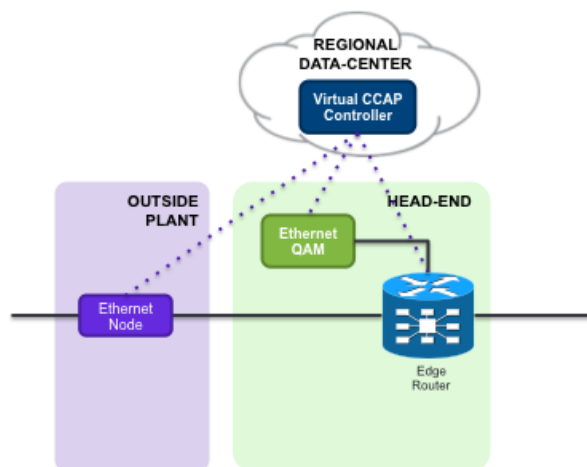 REGIONAL
DATA-CENTER
Virtual CCAP
Controller
OUTSIDE
PLANT
HEAD-END
Ethernet
QAM
Ethernet
Node
Edge
Router